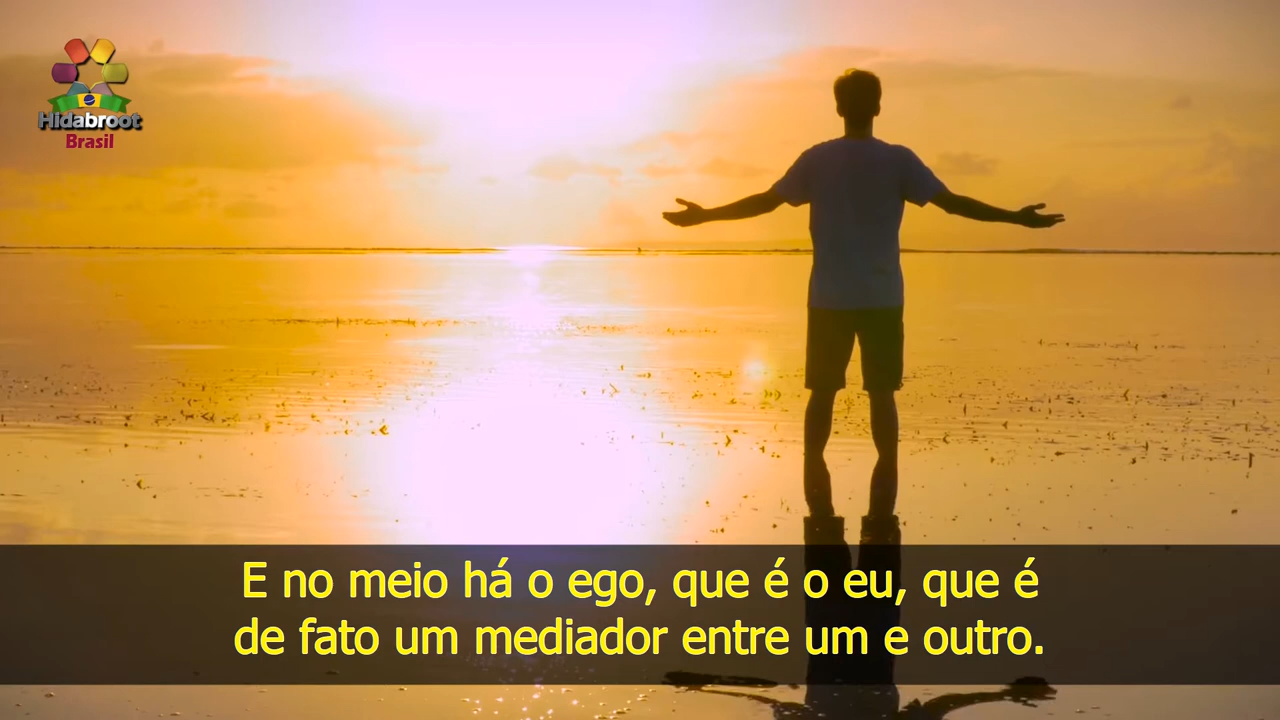 Hidabroot
Brasil
E no meio há o ego, que é o eu, que é
de fato um mediador entre um e outro.